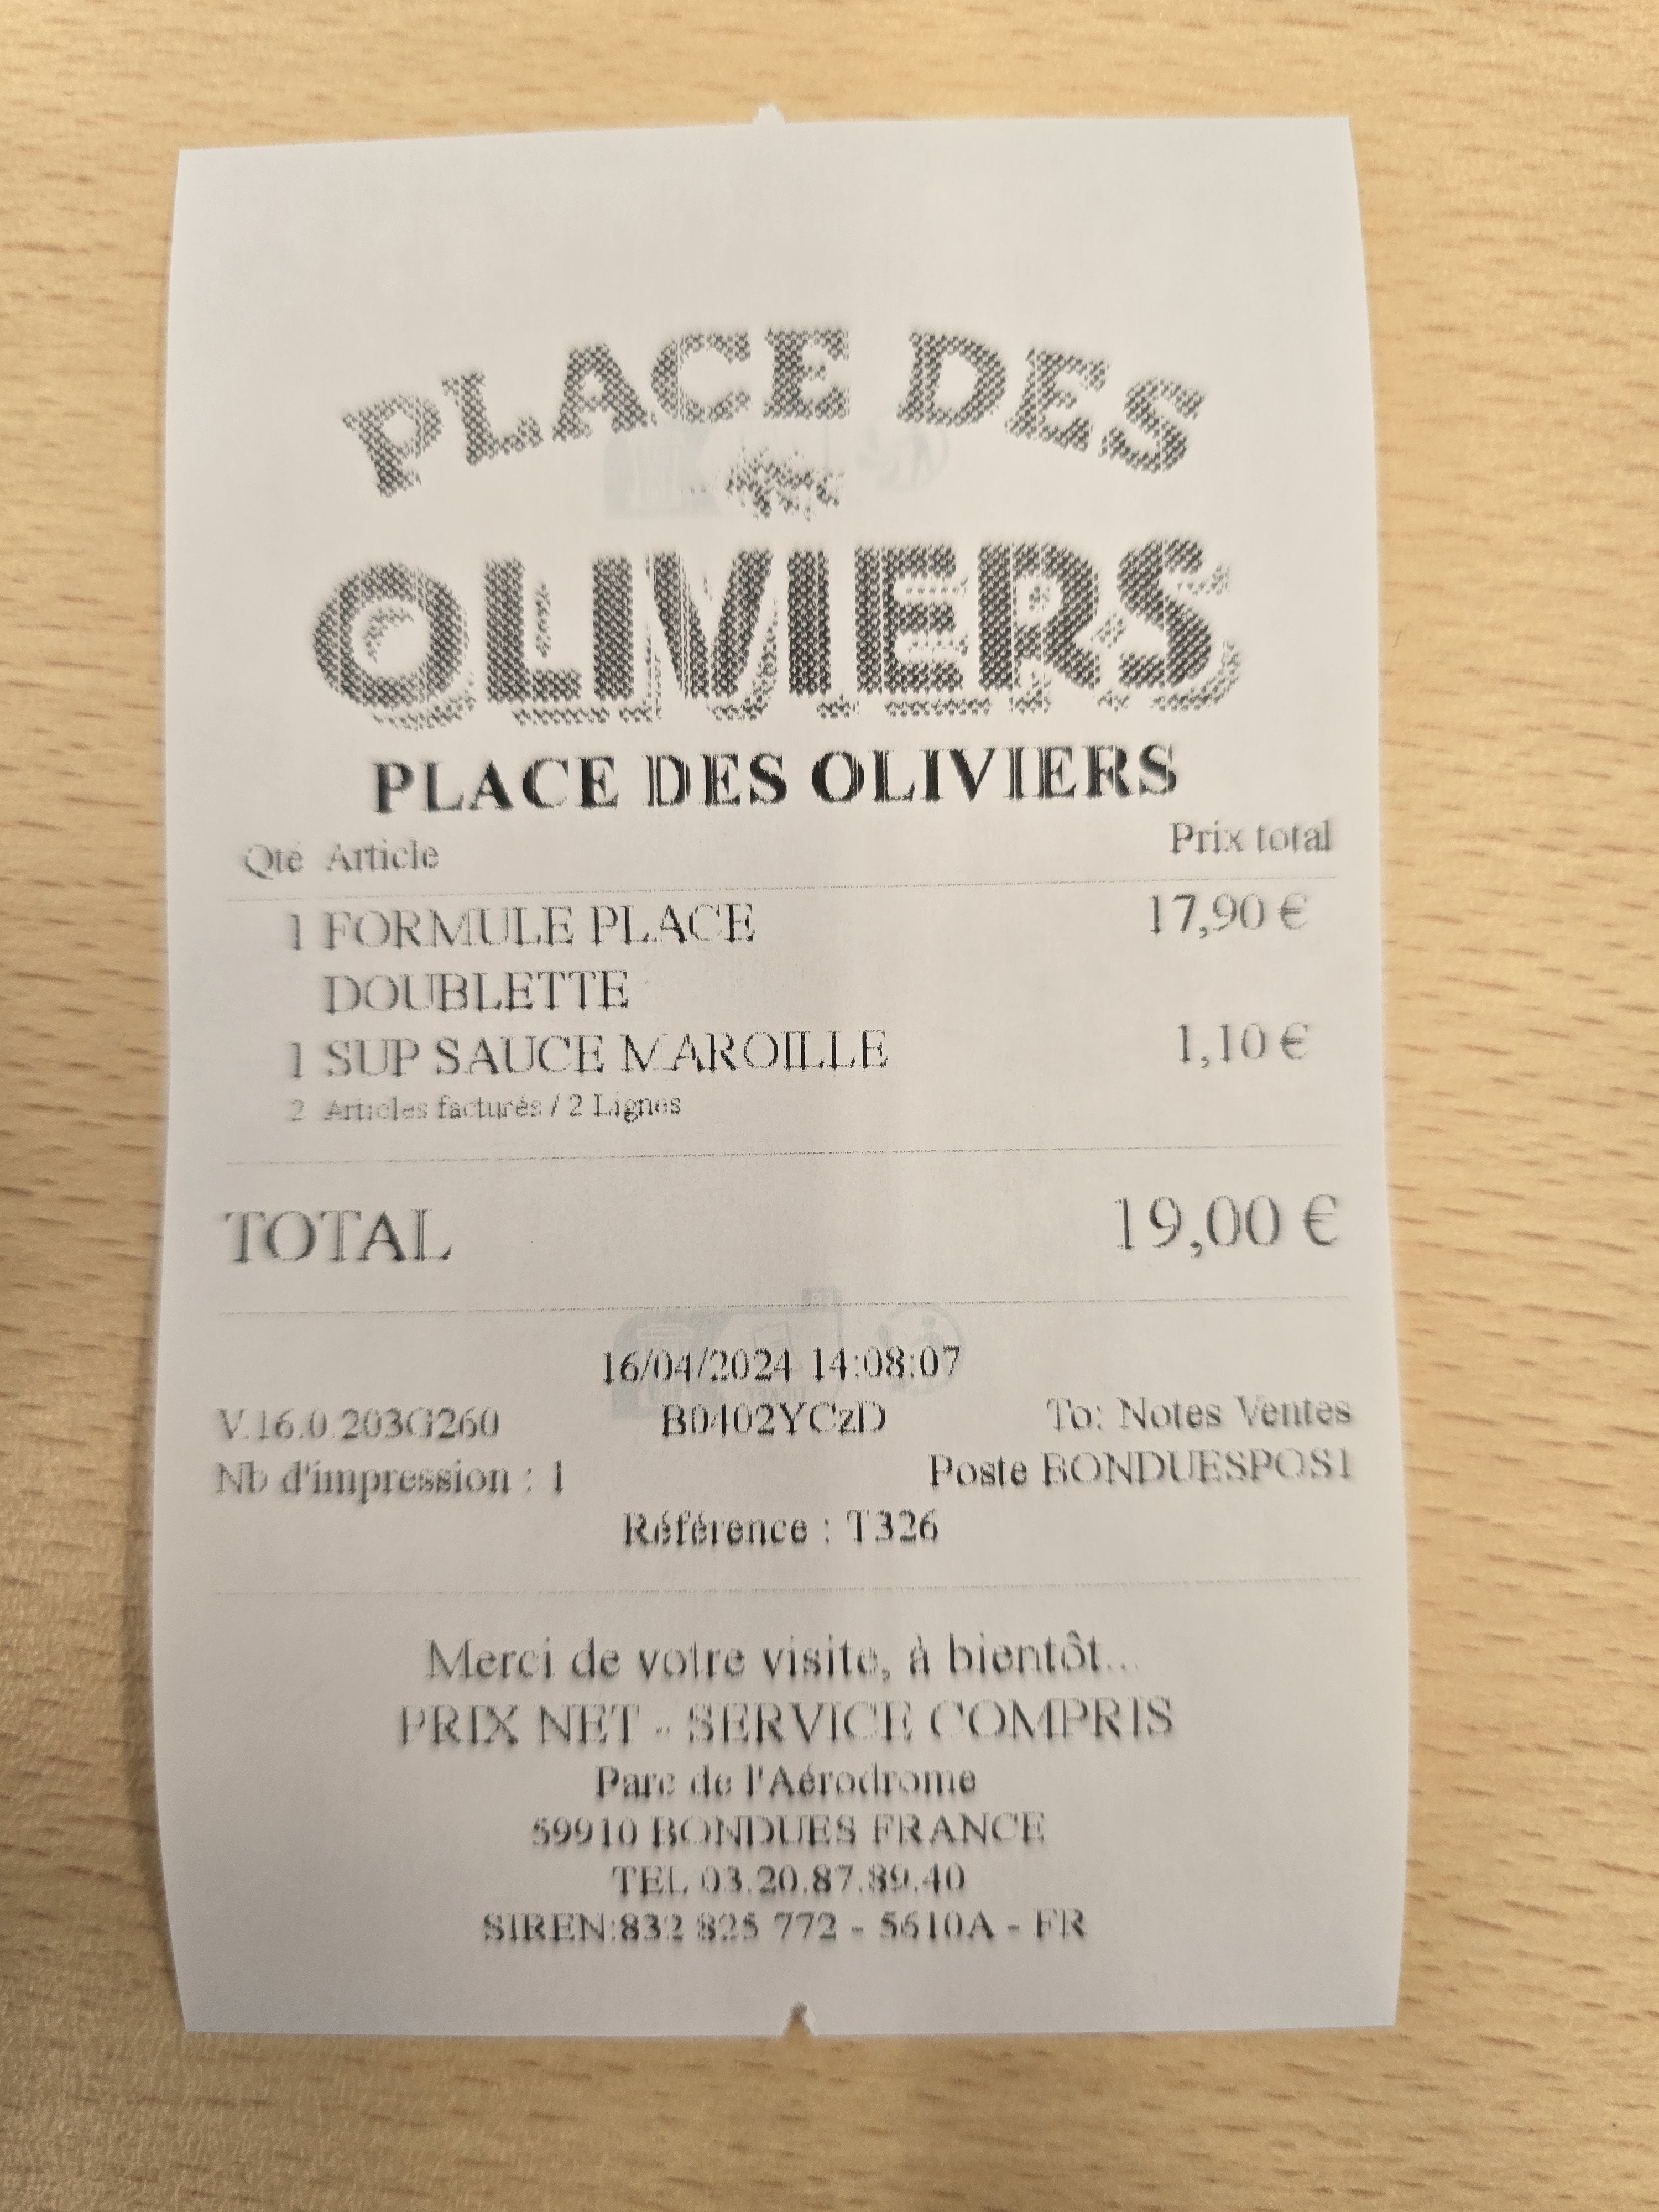 PLACE DES
OLIVIERS
PLACE DES OLIVIERS
Qté Article Prix total
1 FORMULE PLACE 17,90 €
DOUBLETTE
1 SUP SAUCE MAROILLE 1,10 €
2 Articles facturés / 2 Lignes
TOTAL 19,00 €
16/04/2024 14:08:07
V.16.0.203G260 B0402YCzD To: Notes Ventes
Nb d'impression : 1 Poste BONDUESPOS1
Référence : T326
Merci de votre visite, à bientôt...
PRIX NET - SERVICE COMPRIS
Parc de l'Aérodrome
59910 BONDUES FRANCE
TEL 03.20.87.89.40
SIREN:832 825 772 - 5610A - FR